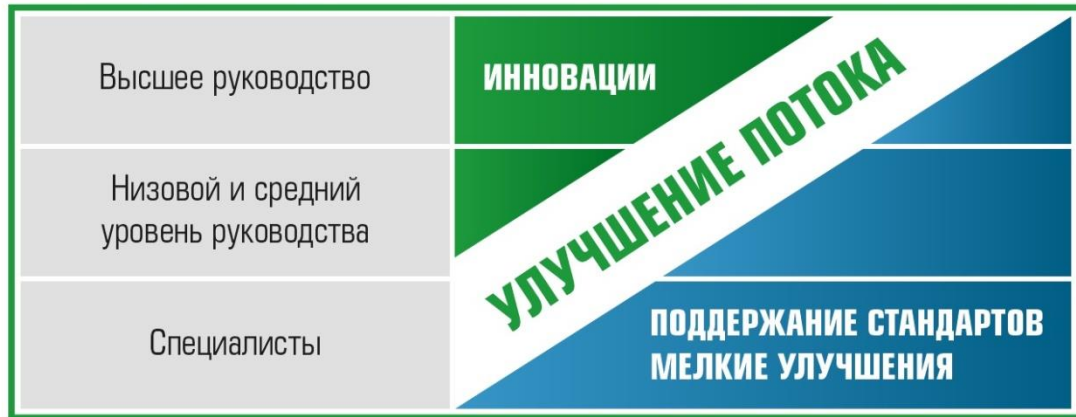 Высшее руководство
ИННОВАЦИИ
УЛУЧШЕНИЕ ПОТОКА
Низовой и средний
уровень руководства
Специалисты
ПОДДЕРЖАНИЕ СТАНДАРТОВ
МЕЛКИЕ УЛУЧШЕНИЯ